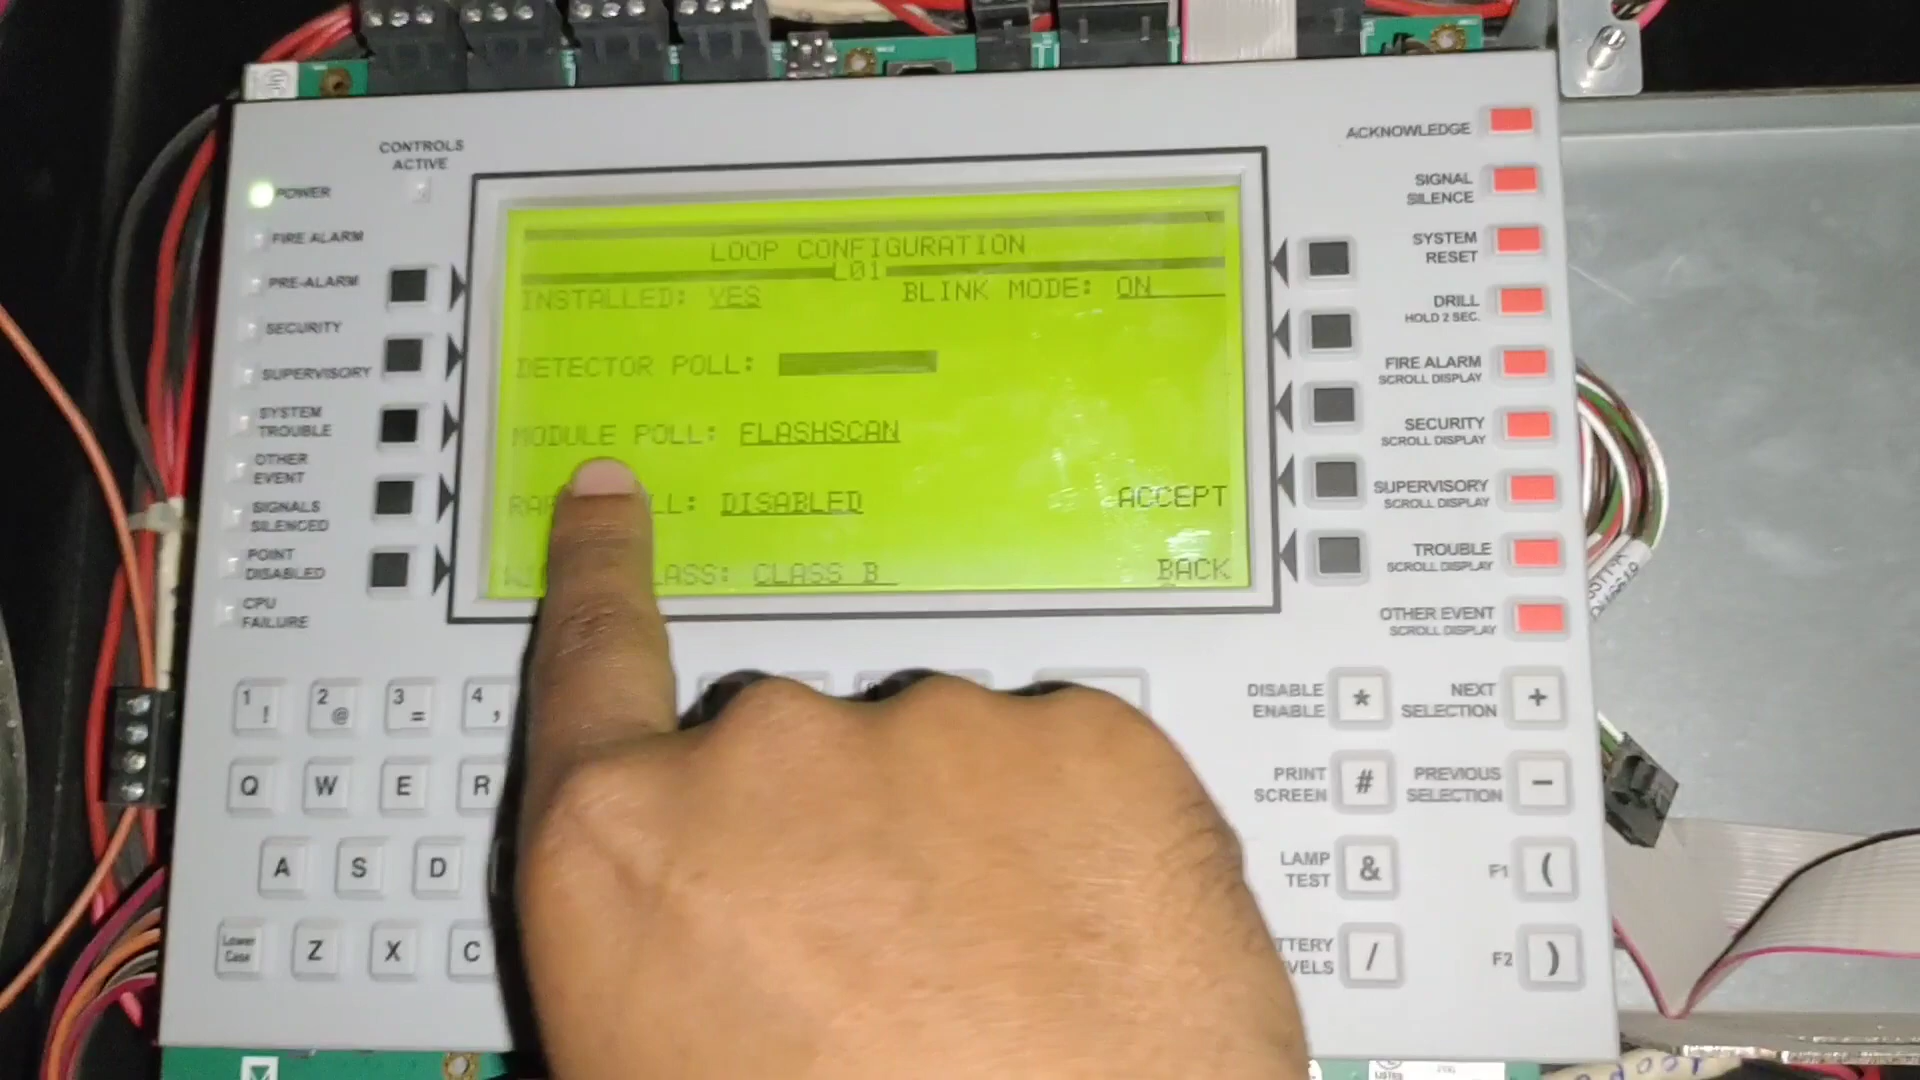 CONTROLS
ACTIVE
POWER
FIRE ALARM
PRE-ALARM
SECURITY
SUPERVISORY
SYSTEM
TROUBLE
OTHER
EVENT
SIGNALS
SILENCED
POINT
DISABLED
CPU
FAILURE
LOOP CONFIGURATION
L01
INSTALLED: YES
BLINK MODE: ON
DETECTOR POLL:
MODULE POLL: FLASHSCAN
DISABLED
ACCEPT
CLASS B
BACK
ACKNOWLEDGE
SIGNAL
SILENCE
SYSTEM
RESET
DRILL
HOLD 2 SEC.
FIRE ALARM
SCROLL DISPLAY
SECURITY
SCROLL DISPLAY
SUPERVISORY
SCROLL DISPLAY
TROUBLE
SCROLL DISPLAY
OTHER EVENT
SCROLL DISPLAY
1 !
2 @
3 =
4 ,
Q W E R
A S D
Lower
Case
Z X C
DISABLE
ENABLE
*
NEXT
SELECTION
+
PRINT
SCREEN
#
PREVIOUS
SELECTION
-
LAMP
TEST
&
F1
(
/
F2
)